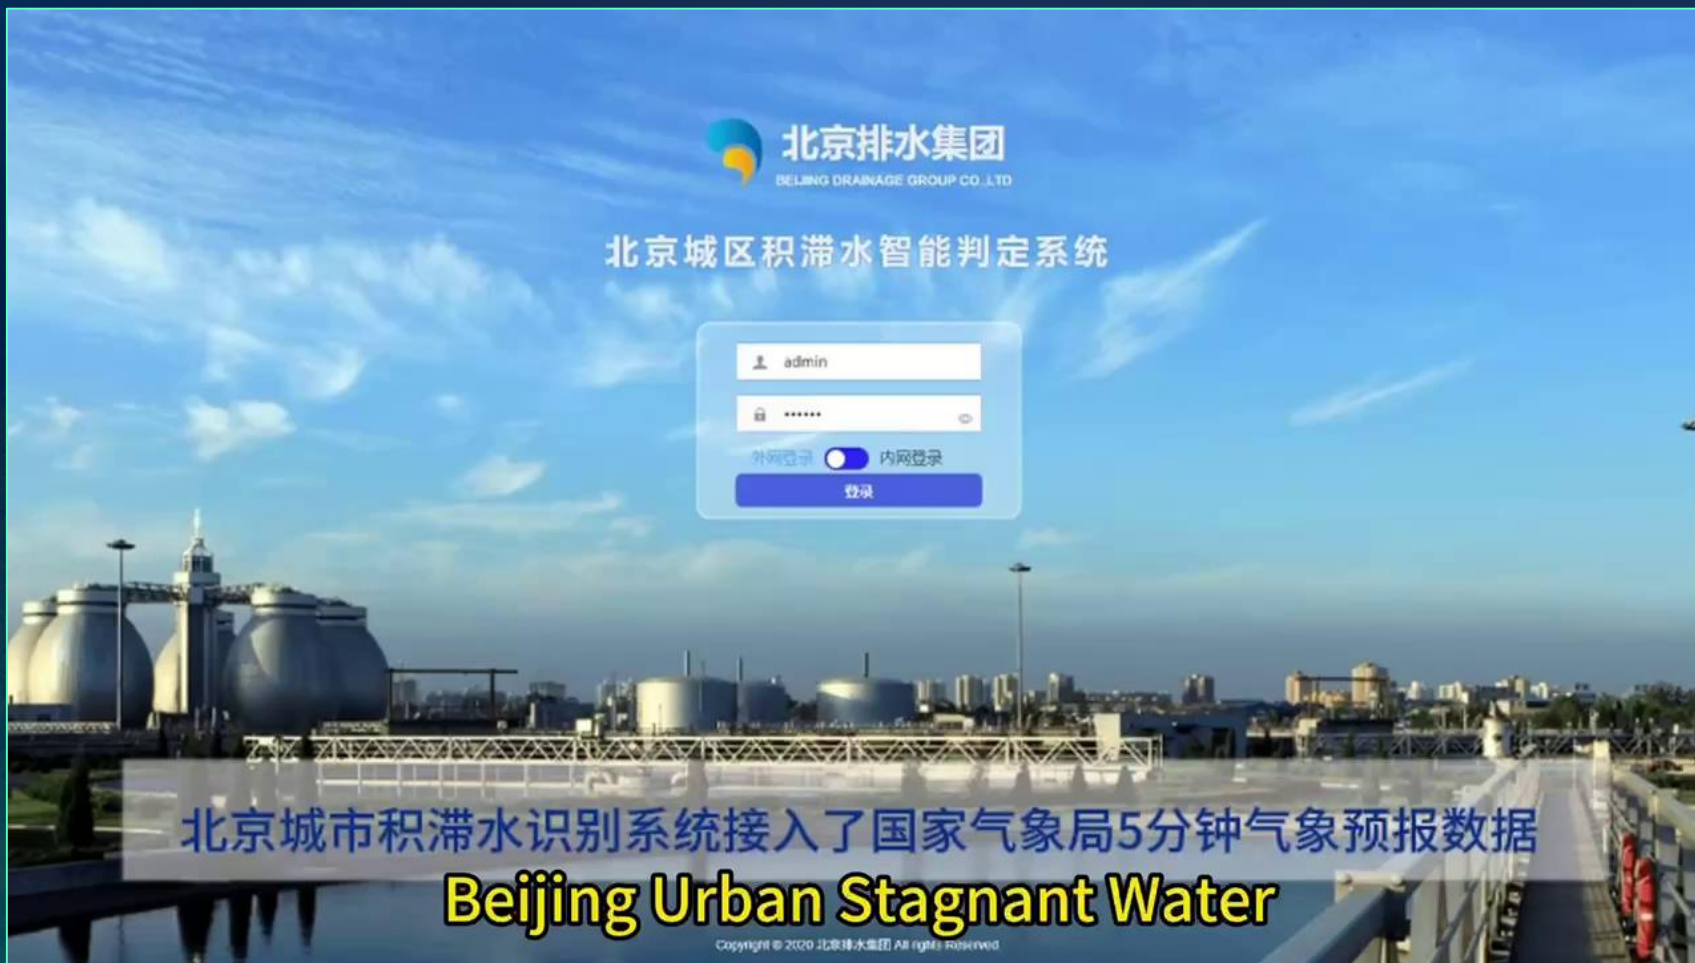 北京排水集团
BEIJING DRAINAGE GROUP CO.,LTD
北京城区积滞水智能判定系统
admin
••••••
外网登录 内网登录
登录
北京城市积滞水识别系统接入了国家气象局5分钟气象预报数据
Beijing Urban Stagnant Water
Copyright © 2020 北京排水集团 All rights Reserved